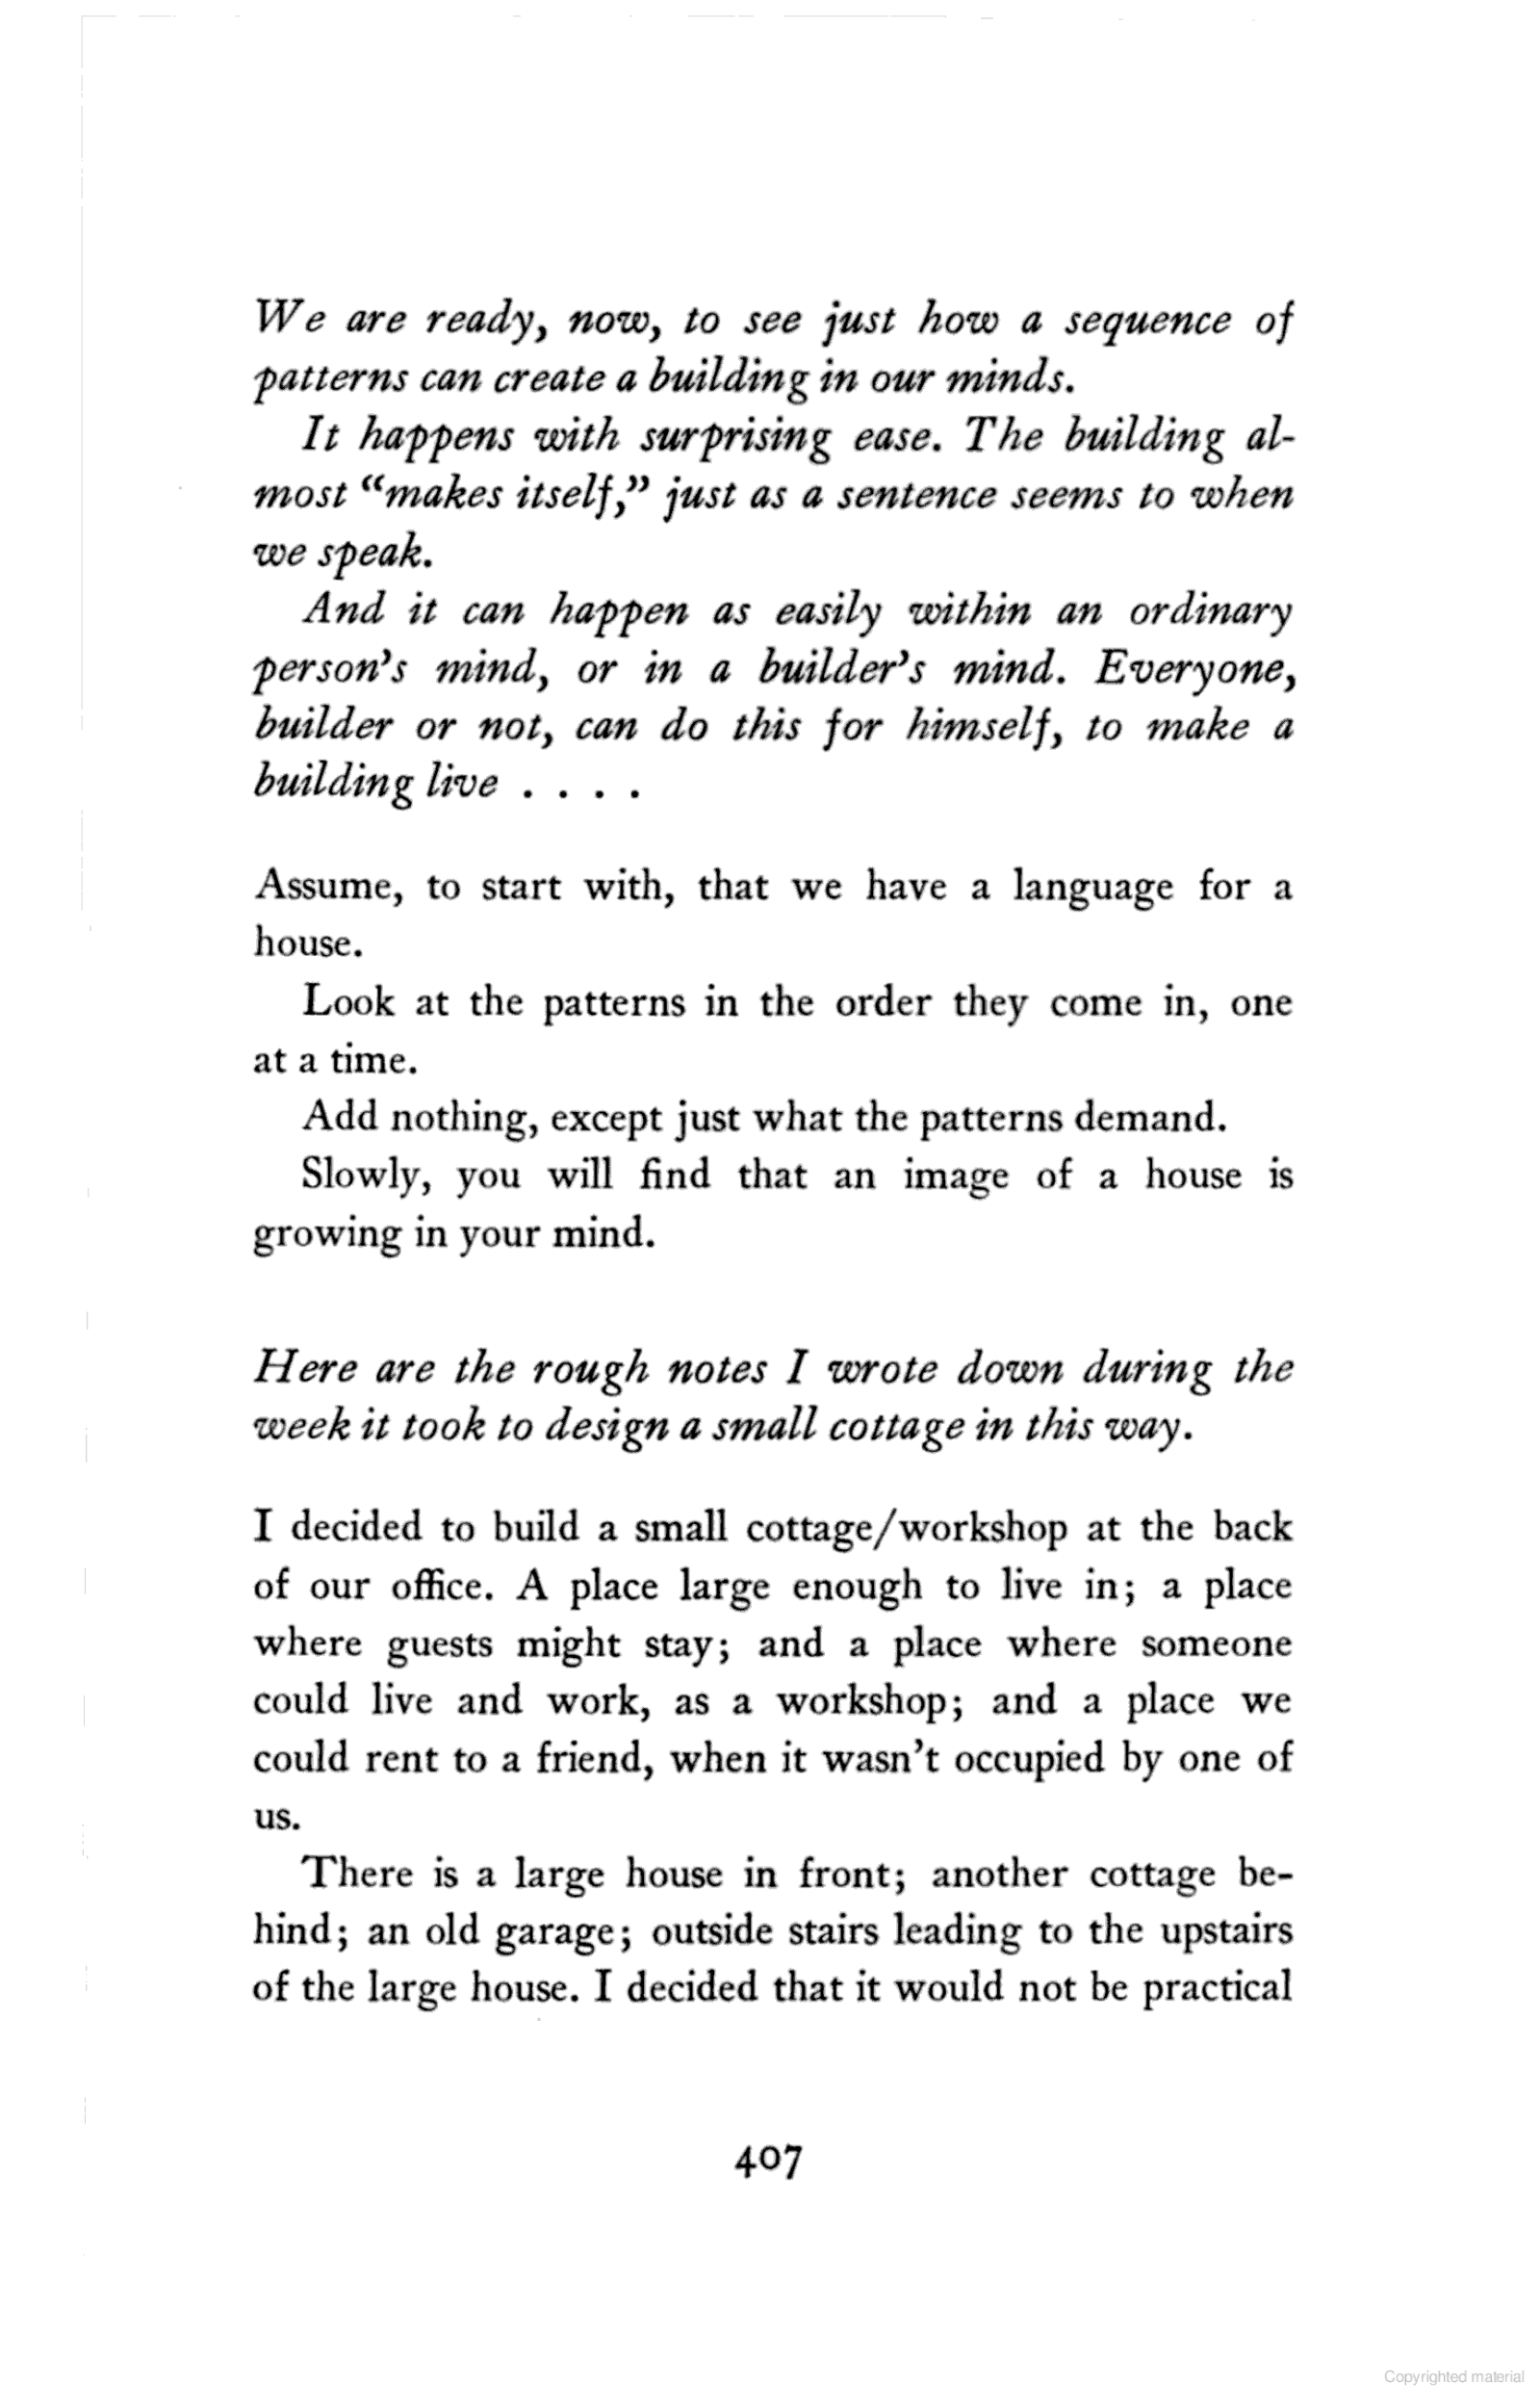 We are ready, now, to see just how a sequence of
patterns can create a building in our minds.
It happens with surprising ease. The building al-
most “makes itself,” just as a sentence seems to when
we speak.
And it can happen as easily within an ordinary
person’s mind, or in a builder’s mind. Everyone,
builder or not, can do this for himself, to make a
building live . . . .
Assume, to start with, that we have a language for a
house.
Look at the patterns in the order they come in, one
at a time.
Add nothing, except just what the patterns demand.
Slowly, you will find that an image of a house is
growing in your mind.
Here are the rough notes I wrote down during the
week it took to design a small cottage in this way.
I decided to build a small cottage/workshop at the back
of our office. A place large enough to live in; a place
where guests might stay; and a place where someone
could live and work, as a workshop; and a place we
could rent to a friend, when it wasn’t occupied by one of
us.
There is a large house in front; another cottage be-
hind; an old garage; outside stairs leading to the upstairs
of the large house. I decided that it would not be practical
407
Copyrighted material